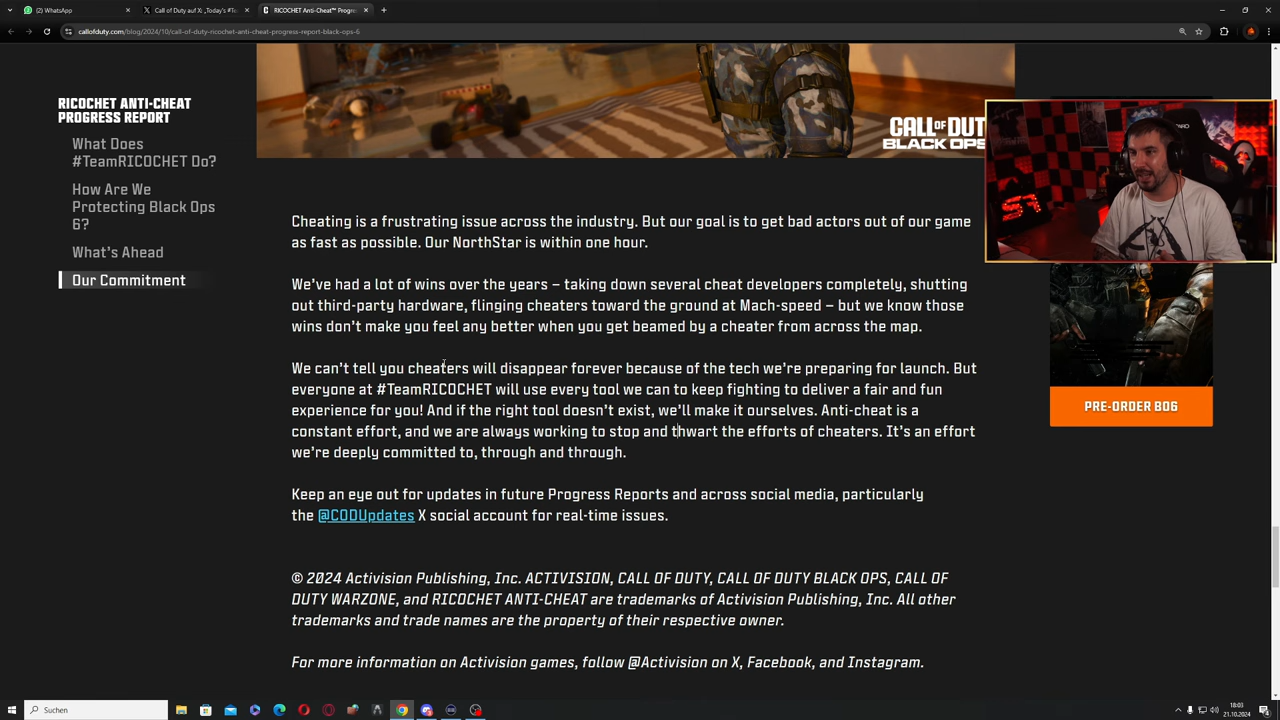 (2) WhatsApp
Call of Duty auf X: „Today's #Te
RICOCHET Anti-Cheat™ Progre
callofduty.com/blog/2024/10/call-of-duty-ricochet-anti-cheat-progress-report-black-ops-6
RICOCHET ANTI-CHEAT
PROGRESS REPORT
What Does
#TeamRICOCHET Do?
How Are We
Protecting Black Ops
6?
What's Ahead
Our Commitment
CALL OF DUTY
BLACK OPS
Cheating is a frustrating issue across the industry. But our goal is to get bad actors out of our game
as fast as possible. Our NorthStar is within one hour.
We've had a lot of wins over the years – taking down several cheat developers completely, shutting
out third-party hardware, flinging cheaters toward the ground at Mach-speed – but we know those
wins don't make you feel any better when you get beamed by a cheater from across the map.
We can't tell you cheaters will disappear forever because of the tech we're preparing for launch. But
everyone at #TeamRICOCHET will use every tool we can to keep fighting to deliver a fair and fun
experience for you! And if the right tool doesn't exist, we'll make it ourselves. Anti-cheat is a
constant effort, and we are always working to stop and thwart the efforts of cheaters. It's an effort
we're deeply committed to, through and through.
Keep an eye out for updates in future Progress Reports and across social media, particularly
the @CODUpdates X social account for real-time issues.
© 2024 Activision Publishing, Inc. ACTIVISION, CALL OF DUTY, CALL OF DUTY BLACK OPS, CALL OF
DUTY WARZONE, and RICOCHET ANTI-CHEAT are trademarks of Activision Publishing, Inc. All other
trademarks and trade names are the property of their respective owner.
For more information on Activision games, follow @Activision on X, Facebook, and Instagram.
PRE-ORDER BO6
Suchen
18:03
21.10.2024